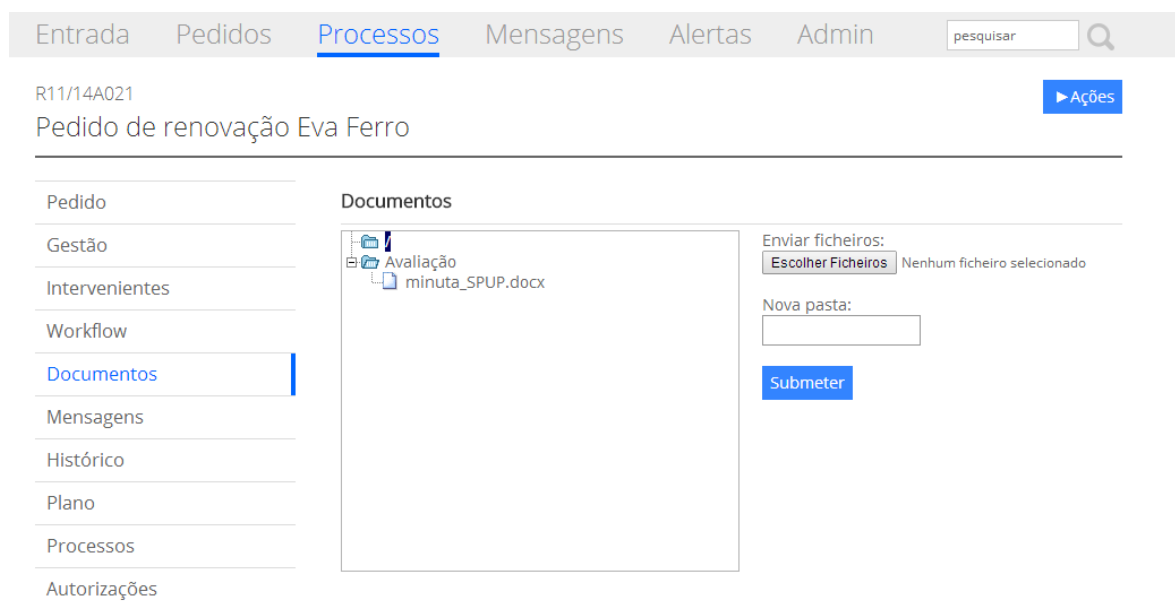 Entrada Pedidos Processos Mensagens Alertas Admin pesquisar
R11/14A021
►Ações
Pedido de renovação Eva Ferro
Pedido
Gestão
Intervenientes
Workflow
Documentos
Mensagens
Histórico
Plano
Processos
Autorizações
Documentos
/
Avaliação
minuta_SPUP.docx
Enviar ficheiros:
Escolher Ficheiros Nenhum ficheiro selecionado
Nova pasta:
Submeter